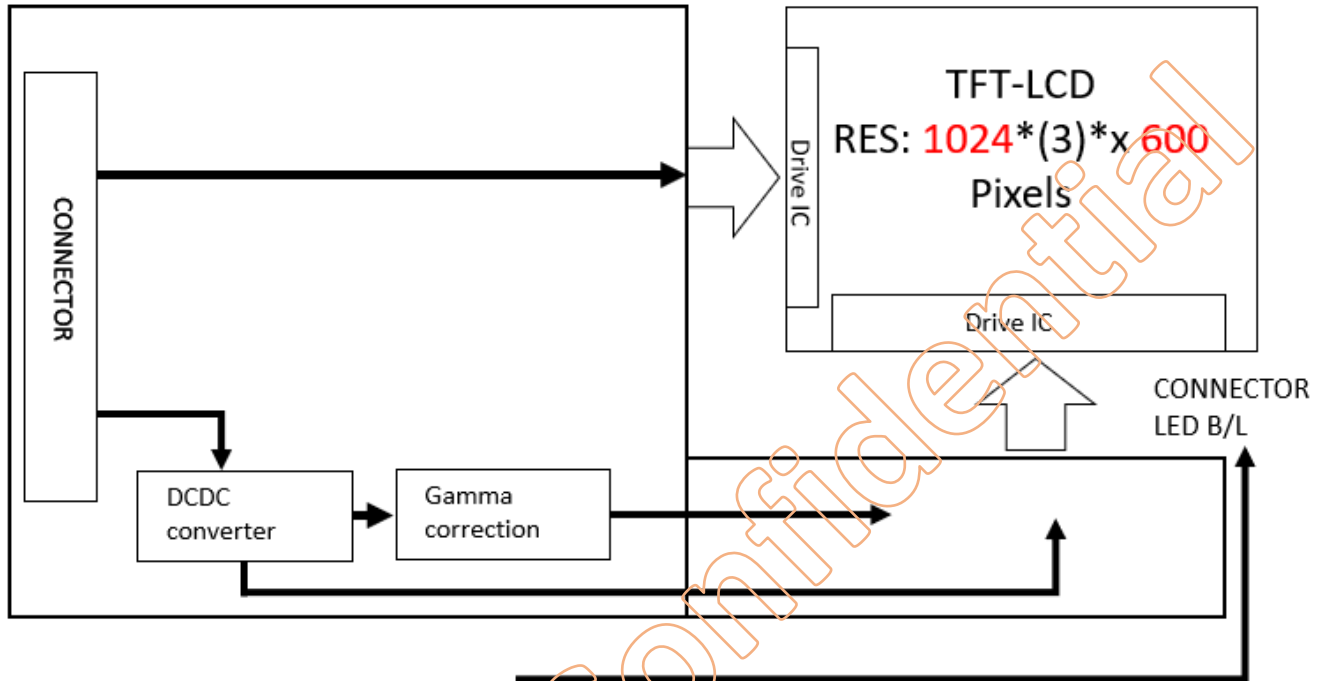 CONNECTOR
TFT-LCD
RES: 1024*(3)*x 600
Pixels
Drive IC
Drive IC
CONNECTOR
LED B/L
DCDC
converter
Gamma
correction
Confidential